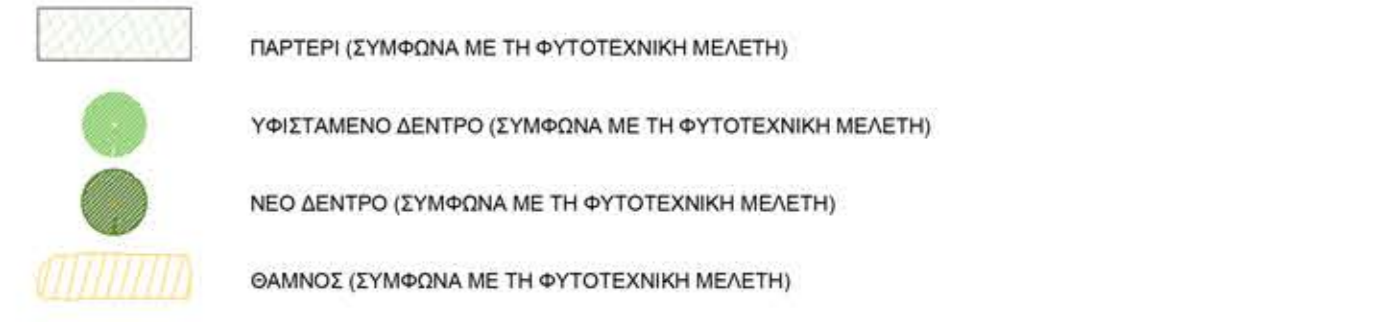 ΠΑΡΤΕΡΙ (ΣΥΜΦΩΝΑ ΜΕ ΤΗ ΦΥΤΟΤΕΧΝΙΚΗ ΜΕΛΕΤΗ)
ΥΦΙΣΤΑΜΕΝΟ ΔΕΝΤΡΟ (ΣΥΜΦΩΝΑ ΜΕ ΤΗ ΦΥΤΟΤΕΧΝΙΚΗ ΜΕΛΕΤΗ)
ΝΕΟ ΔΕΝΤΡΟ (ΣΥΜΦΩΝΑ ΜΕ ΤΗ ΦΥΤΟΤΕΧΝΙΚΗ ΜΕΛΕΤΗ)
ΘΑΜΝΟΣ (ΣΥΜΦΩΝΑ ΜΕ ΤΗ ΦΥΤΟΤΕΧΝΙΚΗ ΜΕΛΕΤΗ)